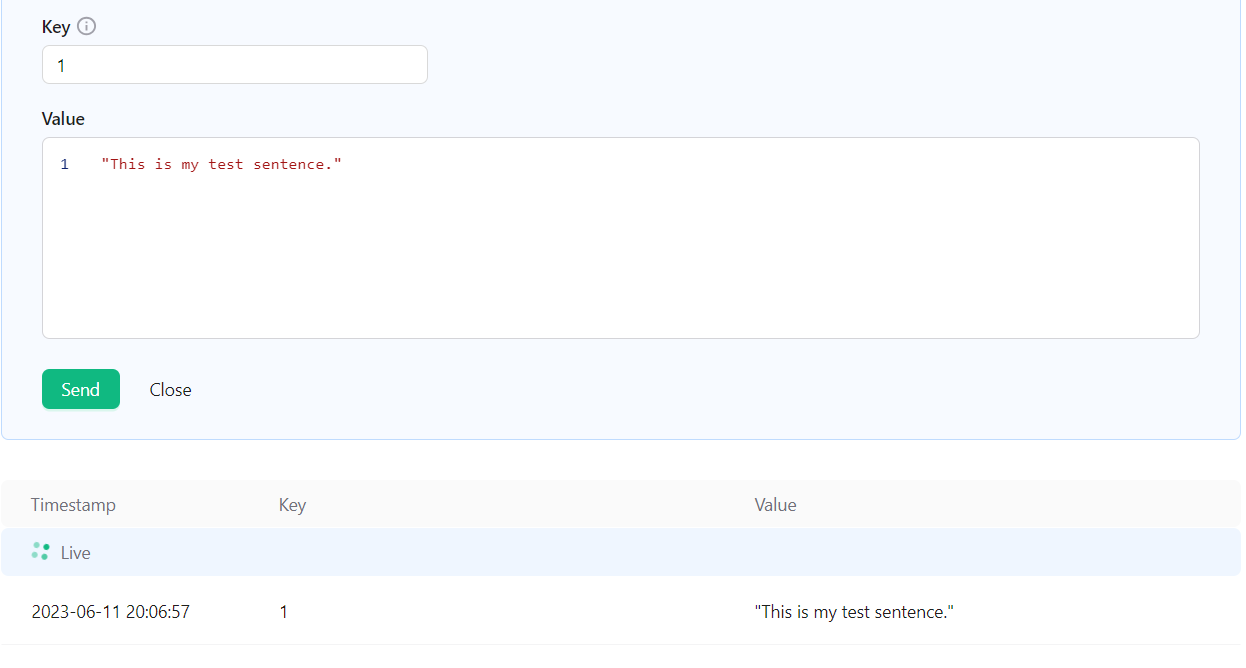 Key
1
Value
1 "This is my test sentence."
Send Close
Timestamp Key Value
Live
2023-06-11 20:06:57 1 "This is my test sentence."